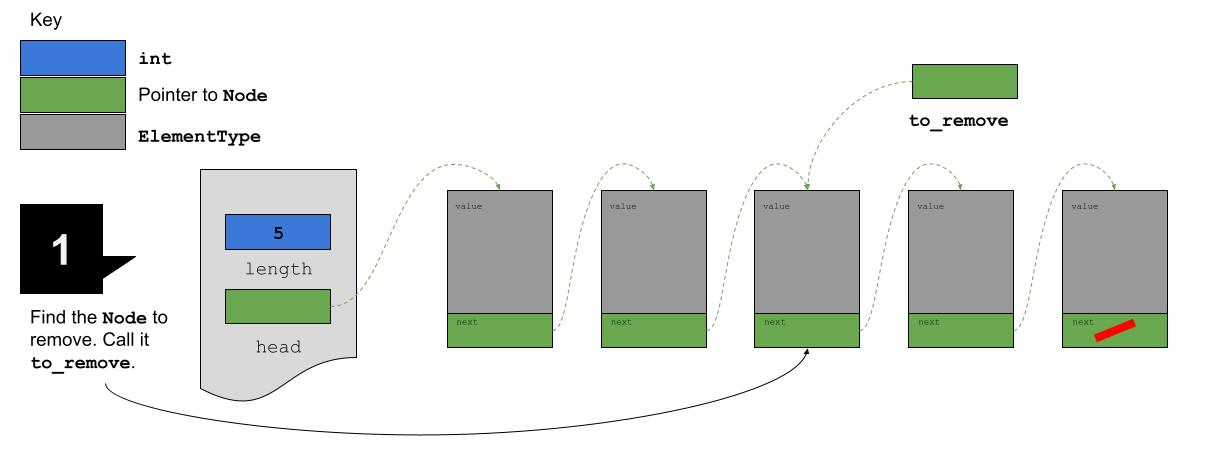 Key
int
Pointer to Node
ElementType
to_remove
1
Find the Node to
remove. Call it
to_remove.
5
length
head
value
next
value
next
value
next
value
next
value
next